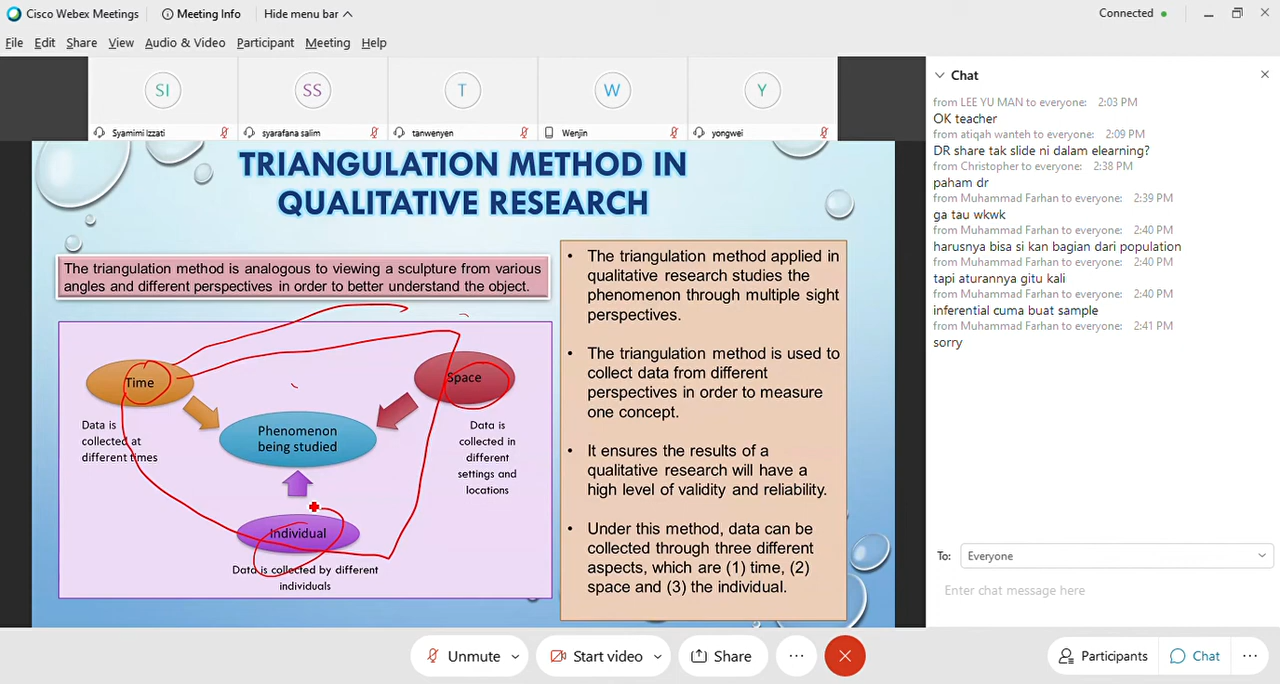 Cisco Webex Meetings
Meeting Info
Hide menu bar
Connected
File Edit Share View Audio & Video Participant Meeting Help
SI
SS
T
W
Y
Syamimi Izzati
syarafana salim
tanwenyen
Wenjin
yongwei
TRIANGULATION METHOD IN
QUALITATIVE RESEARCH
The triangulation method is analogous to viewing a sculpture from various
angles and different perspectives in order to better understand the object.
Time
Data is
collected at
different times
Phenomenon
being studied
Space
Data is
collected in
different
settings and
locations
Individual
Data is collected by different
individuals
• The triangulation method applied in
qualitative research studies the
phenomenon through multiple sight
perspectives.
• The triangulation method is used to
collect data from different
perspectives in order to measure
one concept.
• It ensures the results of a
qualitative research will have a
high level of validity and reliability.
• Under this method, data can be
collected through three different
aspects, which are (1) time, (2)
space and (3) the individual.
Chat
from LEE YU MAN to everyone: 2:03 PM
OK teacher
from atiqah wanteh to everyone: 2:09 PM
DR share tak slide ni dalam elearning?
from Christopher to everyone: 2:38 PM
paham dr
from Muhammad Farhan to everyone: 2:39 PM
ga tau wkwk
from Muhammad Farhan to everyone: 2:40 PM
harusnya bisa si kan bagian dari population
from Muhammad Farhan to everyone: 2:40 PM
tapi aturannya gitu kali
from Muhammad Farhan to everyone: 2:40 PM
inferential cuma buat sample
from Muhammad Farhan to everyone: 2:41 PM
sorry
To: Everyone
Enter chat message here
Unmute
Start video
Share
Participants
Chat